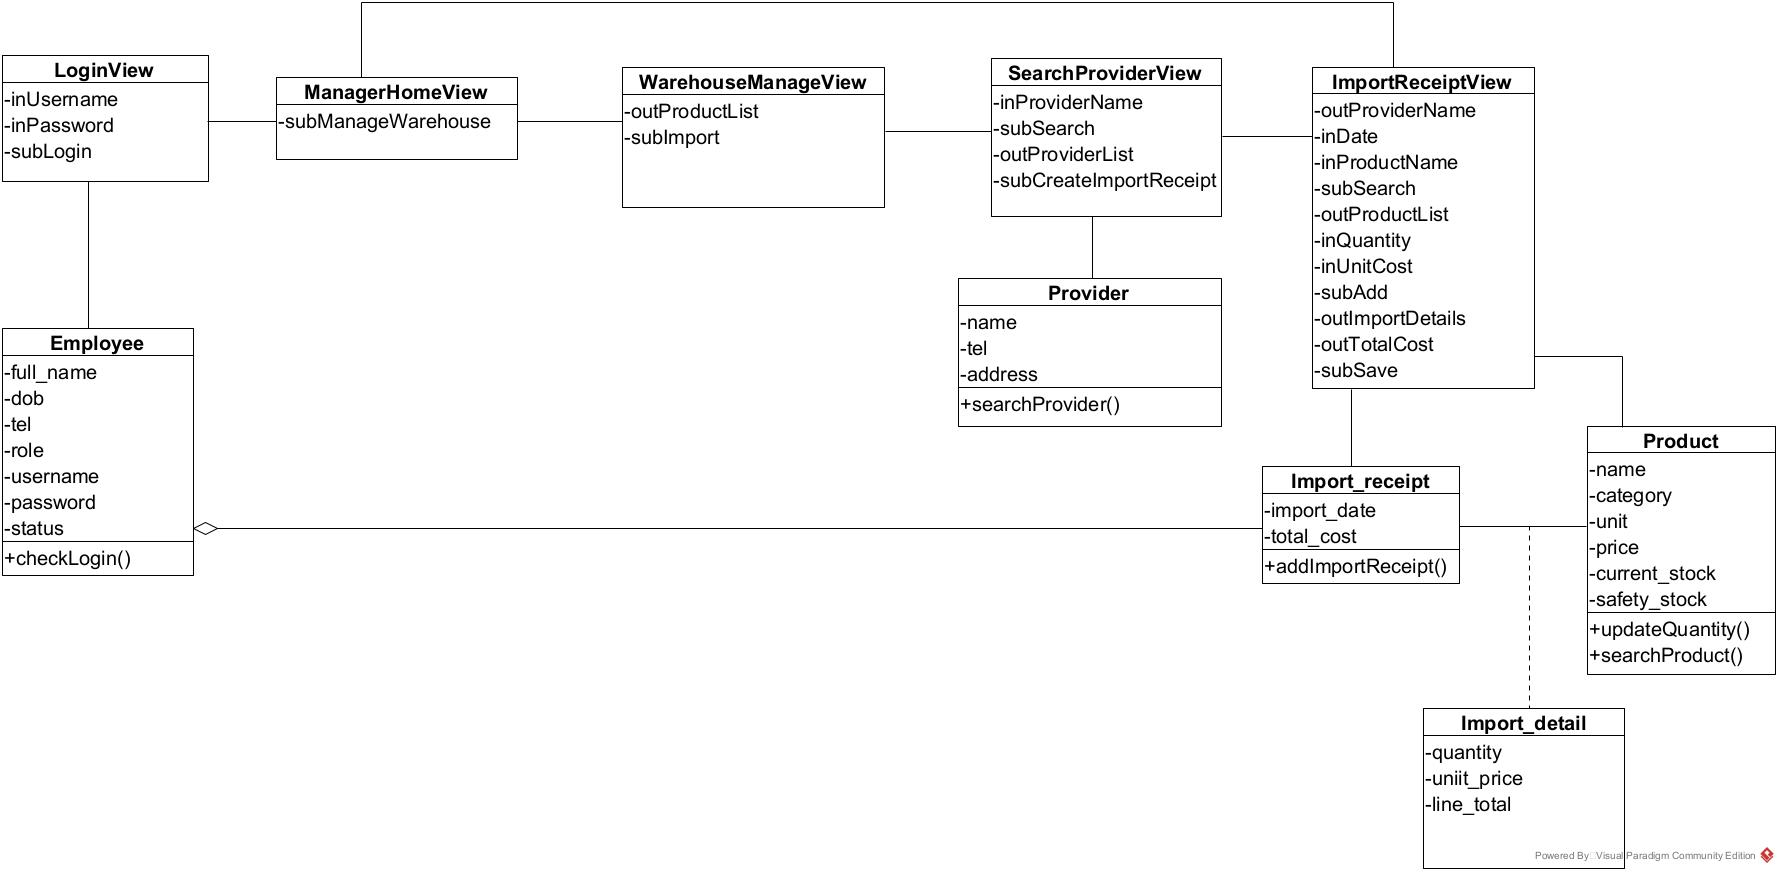 LoginView
-inUsername
-inPassword
-subLogin
ManagerHomeView
-subManageWarehouse
WarehouseManageView
-outProductList
-subImport
SearchProviderView
-inProviderName
-subSearch
-outProviderList
-subCreateImportReceipt
ImportReceiptView
-outProviderName
-inDate
-inProductName
-subSearch
-outProductList
-inQuantity
-inUnitCost
-subAdd
-outImportDetails
-outTotalCost
-subSave
Provider
-name
-tel
-address
+searchProvider()
Employee
-full_name
-dob
-tel
-role
-username
-password
-status
+checkLogin()
Import_receipt
-import_date
-total_cost
+addImportReceipt()
Product
-name
-category
-unit
-price
-current_stock
-safety_stock
+updateQuantity()
+searchProduct()
Import_detail
-quantity
-uniit_price
-line_total
Powered By Visual Paradigm Community Edition